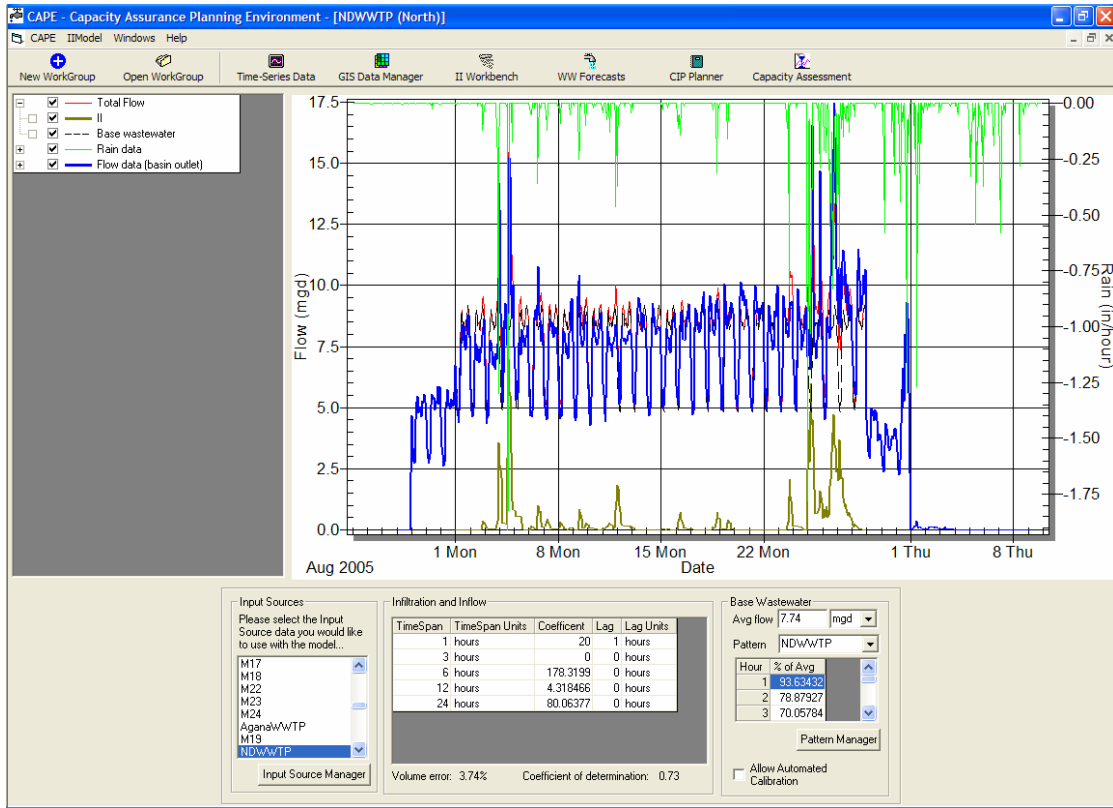 CAPE - Capacity Assurance Planning Environment - [NDWWTP (North)]
CAPE IIModel Windows Help
New WorkGroup Open WorkGroup Time-Series Data GIS Data Manager II Workbench WW Forecasts CIP Planner Capacity Assessment
Total Flow
II
Base wastewater
Rain data
Flow data (basin outlet)
17.5 0.00
15.0 -0.25
12.5 -0.50
10.0 -0.75
Flow (mgd) Rain (in/hour)
7.5 -1.00
5.0 -1.25
2.5 -1.50
0.0 -1.75
1 Mon 8 Mon 15 Mon 22 Mon 1 Thu 8 Thu
Aug 2005 Date
Input Sources
Please select the Input
Source data you would like
to use with the model...
M17
M18
M22
M23
M24
AganaWWTP
M19
NDWWTP
Input Source Manager
Infiltration and Inflow
TimeSpan TimeSpan Units Coefficent Lag Lag Units
1 hours 20 1 hours
3 hours 0 0 hours
6 hours 178.3199 0 hours
12 hours 4.318466 0 hours
24 hours 80.06377 0 hours
Volume error: 3.74% Coefficient of determination: 0.73
Base Wastewater
Avg flow 7.74 mgd
Pattern NDWWTP
Hour % of Avg
1 93.63432
2 78.87927
3 70.05784
Pattern Manager
Allow Automated
Calibration